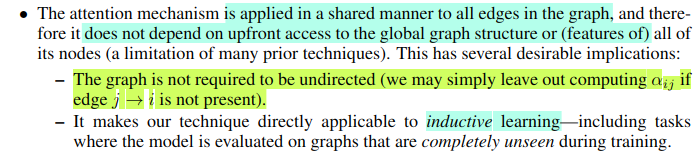 • The attention mechanism is applied in a shared manner to all edges in the graph, and there-
fore it does not depend on upfront access to the global graph structure or (features of) all of
its nodes (a limitation of many prior techniques). This has several desirable implications:
– The graph is not required to be undirected (we may simply leave out computing αij if
edge j → i is not present).
– It makes our technique directly applicable to inductive learning—including tasks
where the model is evaluated on graphs that are completely unseen during training.